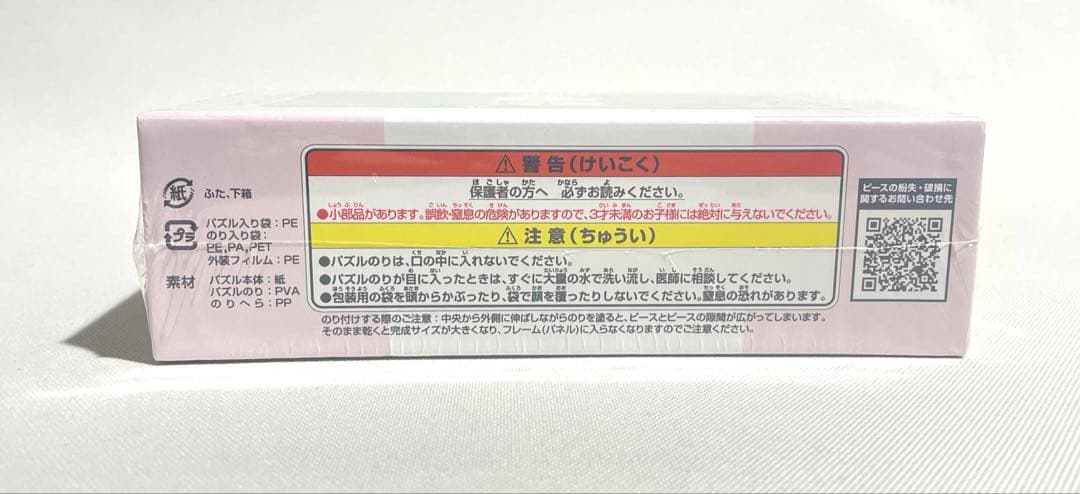 紙
ふた、下箱
プラ
パズル入り袋：PE
のり入り袋：
PE,PA,PET
外装フィルム：PE
素材
パズル本体：紙
パズルのり：PVA
のりへら：PP
⚠警告（けいこく）
保護者の方へ 必ずお読みください。
●小部品があります。誤飲・窒息の危険がありますので、3才未満のお子様には絶対に与えないでください。
⚠注意（ちゅうい）
●パズルのりは、口の中に入れないでください。
●パズルのりが目に入ったときは、すぐに大量の水で洗い流し、医師に相談してください。
●包装用の袋を頭からかぶったり、袋で顔を覆ったりしないでください。窒息の恐れがあります。
のり付けする際のご注意：中央から外側に伸ばしながらのりを塗ると、ピースとピースの隙間が広がってしまいます。
そのまま乾くと完成サイズが大きくなり、フレーム（パネル）に入らなくなりますのでご注意ください。
ピースの紛失・破損に
関するお問い合わせ先